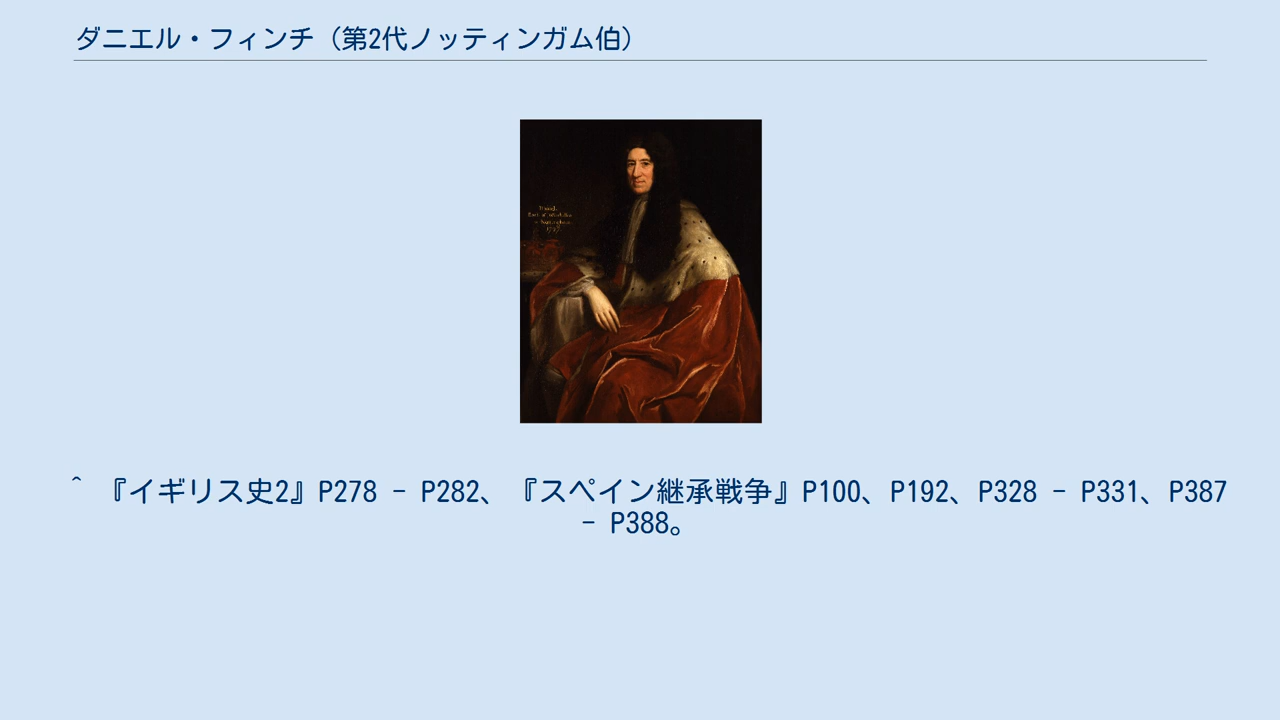 ダニエル・フィンチ（第2代ノッティンガム伯）
Earl of
^ 『イギリス史2』P278 - P282、『スペイン継承戦争』P100、P192、P328 - P331、P387
- P388。